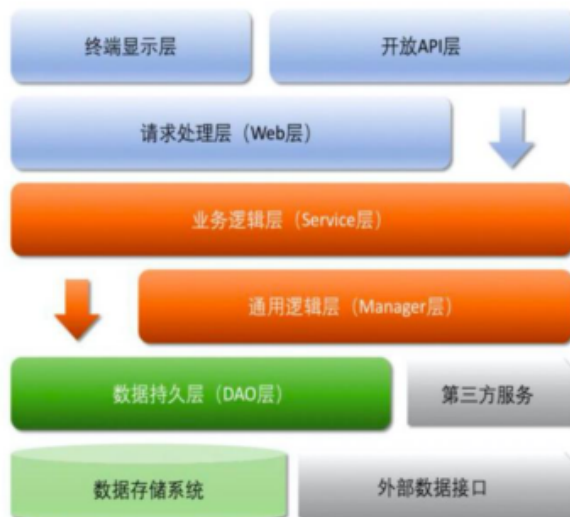 终端显示层
开放API层
请求处理层（Web层）
业务逻辑层（Service层）
通用逻辑层（Manager层）
数据持久层（DAO层）
第三方服务
数据存储系统
外部数据接口